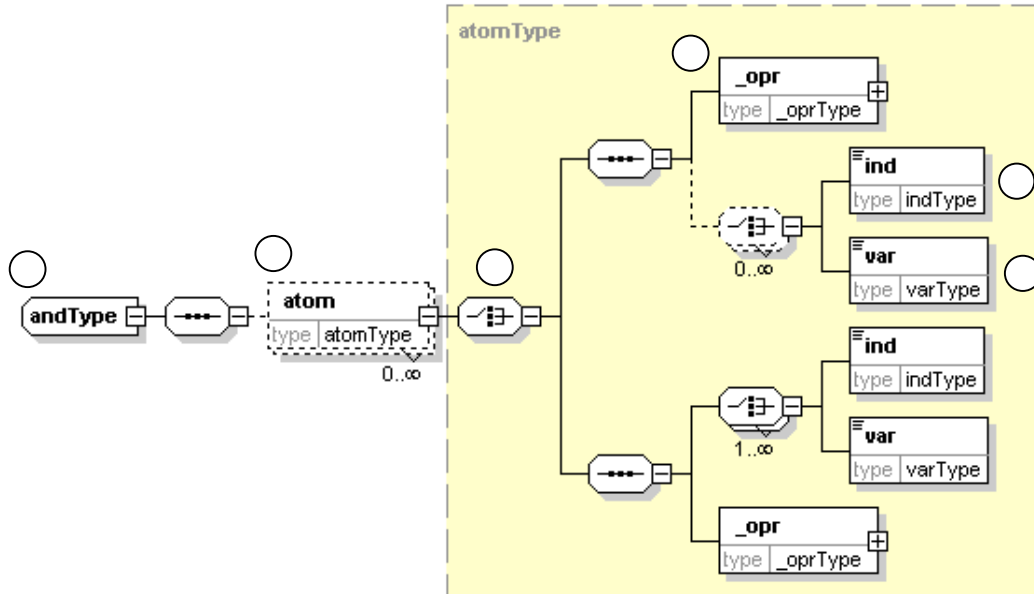 atomType
_opr
type _oprType
ind
type indType
0..∞
var
type varType
andType
atom
type atomType
0..∞
ind
type indType
1..∞
var
type varType
_opr
type _oprType